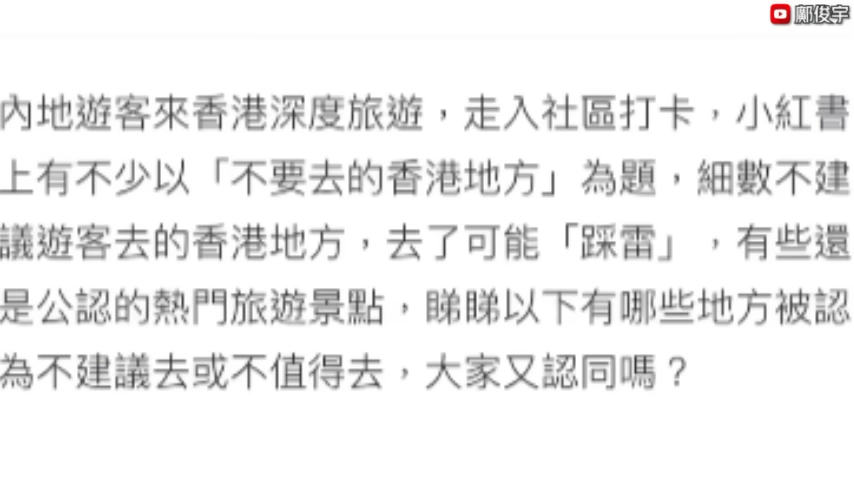 鄺俊宇
內地遊客來香港深度旅遊，走入社區打卡，小紅書
上有不少以「不要去的香港地方」為題，細數不建
議遊客去的香港地方，去了可能「踩雷」，有些還
是公認的熱門旅遊景點，睇睇以下有哪些地方被認
為不建議去或不值得去，大家又認同嗎？